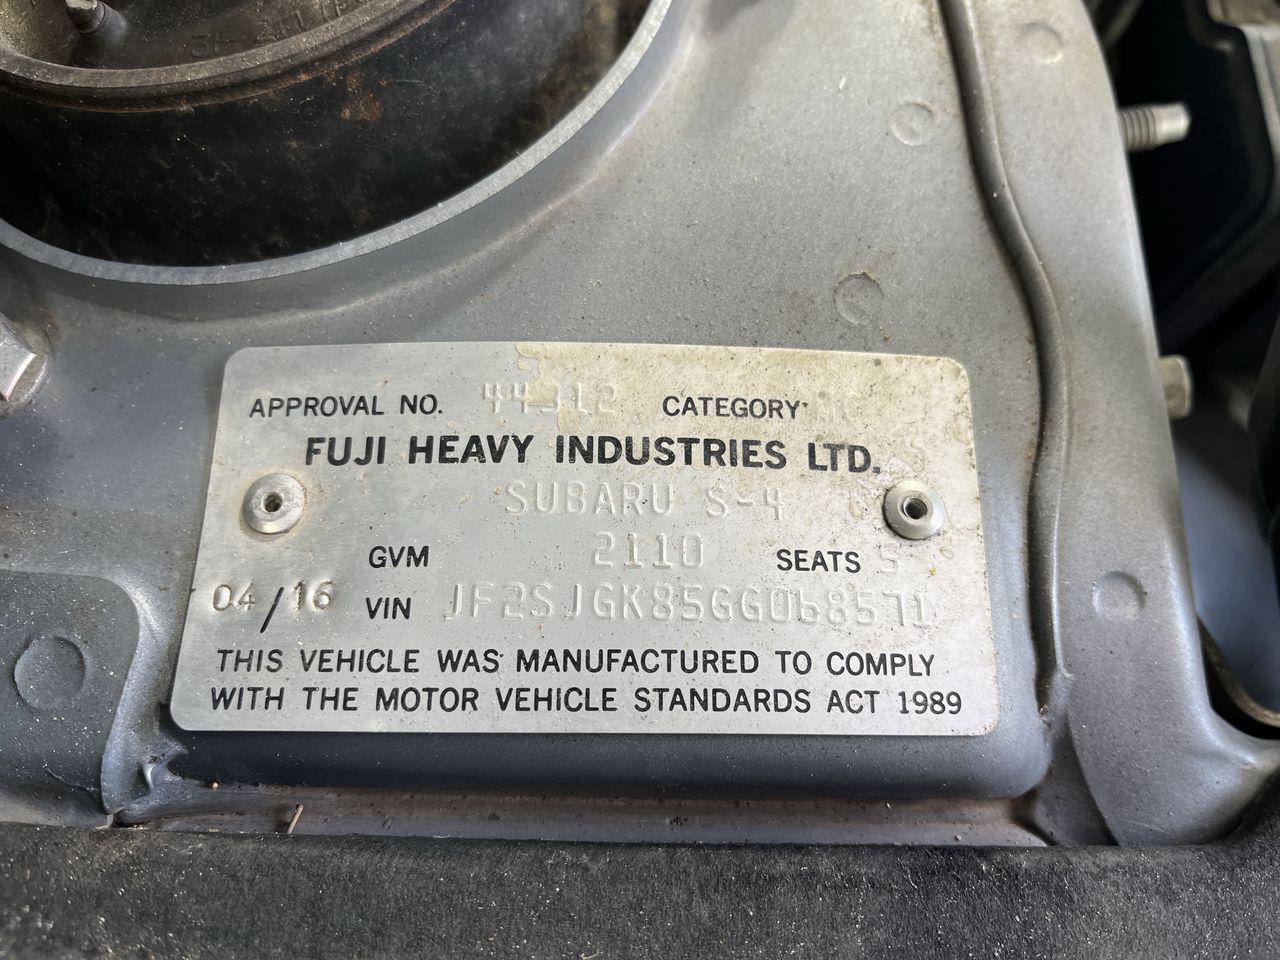 APPROVAL NO. 44312 CATEGORY MC
FUJI HEAVY INDUSTRIES LTD.
SUBARU S-4
GVM 2110 SEATS 5
04/16 VIN JF2SJGK85GG068571
THIS VEHICLE WAS MANUFACTURED TO COMPLY
WITH THE MOTOR VEHICLE STANDARDS ACT 1989